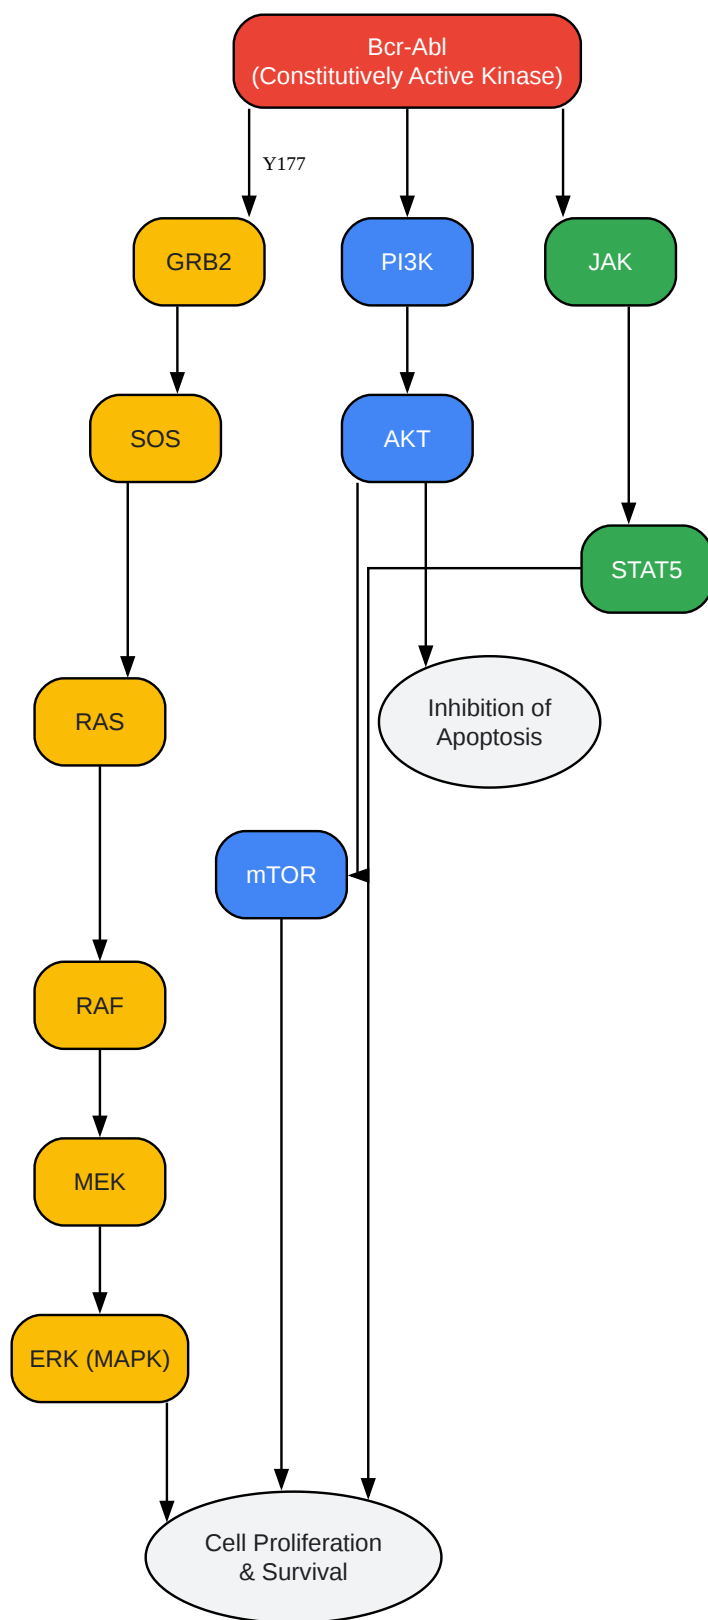 Bcr-Abl
(Constitutively Active Kinase)
Y177
GRB2
PI3K
JAK
SOS
AKT
STAT5
RAS
Inhibition of
Apoptosis
mTOR
RAF
MEK
ERK (MAPK)
Cell Proliferation
& Survival